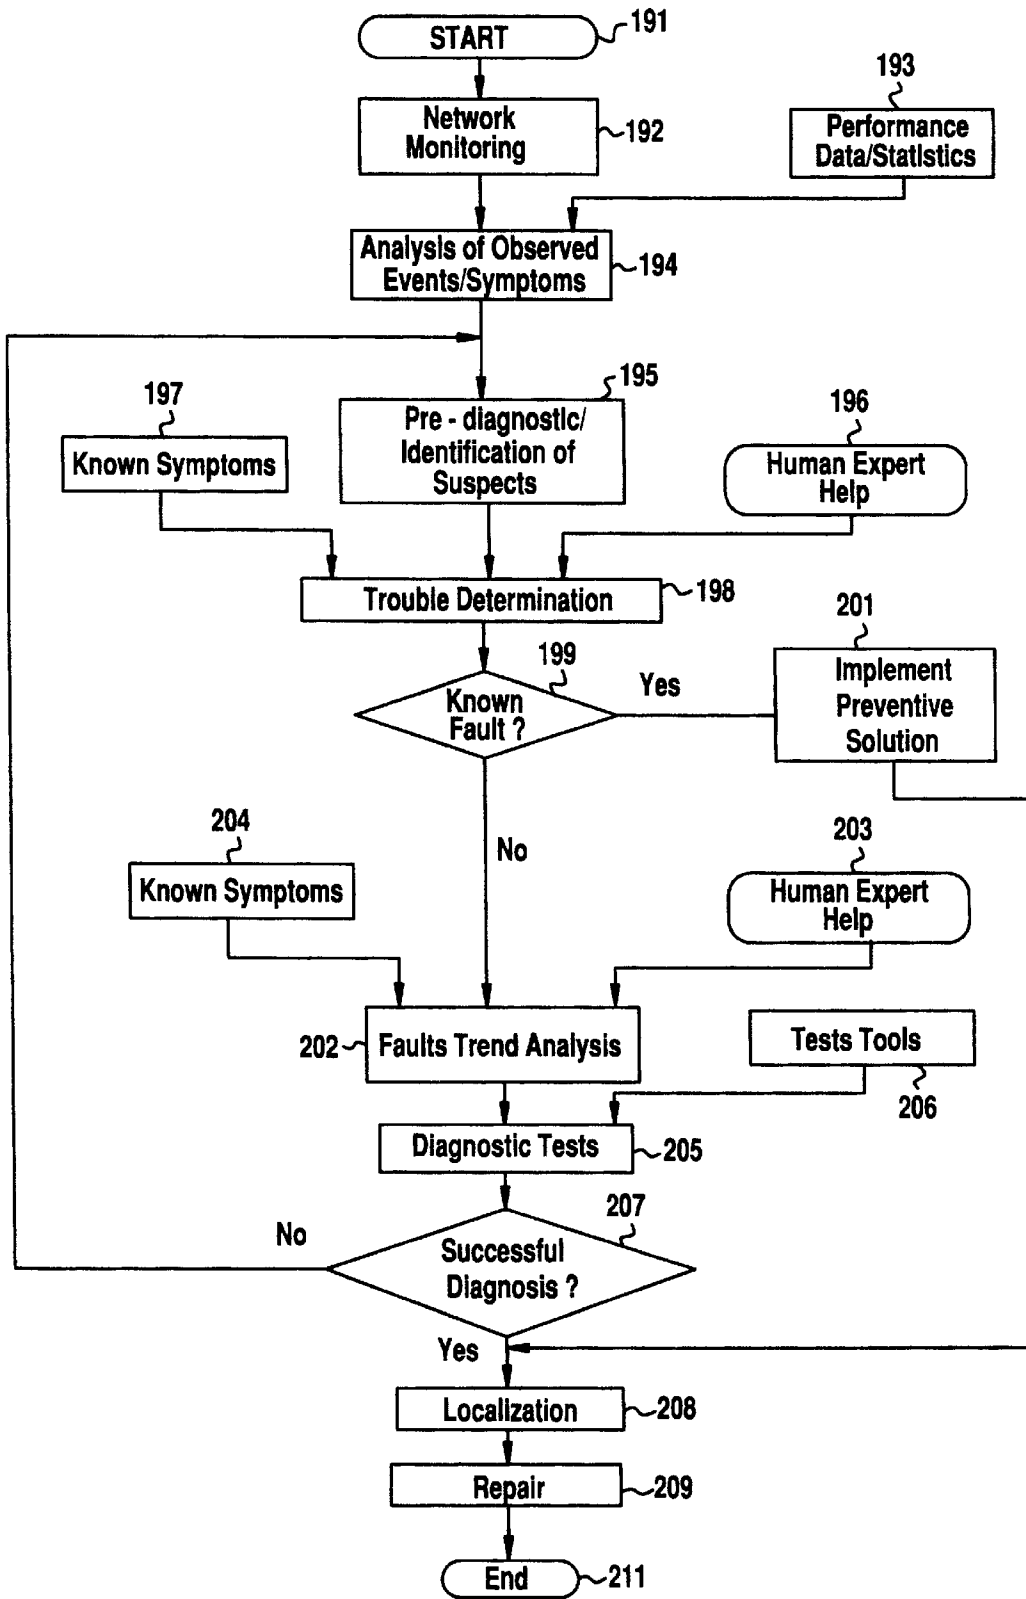 START
191
Network
Monitoring
192
193
Performance
Data/Statistics
Analysis of Observed
Events/Symptoms
194
195
Pre - diagnostic/
Identification of
Suspects
197
Known Symptoms
196
Human Expert
Help
Trouble Determination
198
199
Known
Fault ?
Yes
201
Implement
Preventive
Solution
No
204
Known Symptoms
203
Human Expert
Help
202
Faults Trend Analysis
Tests Tools
206
Diagnostic Tests
205
207
No
Successful
Diagnosis ?
Yes
Localization
208
Repair
209
End
211